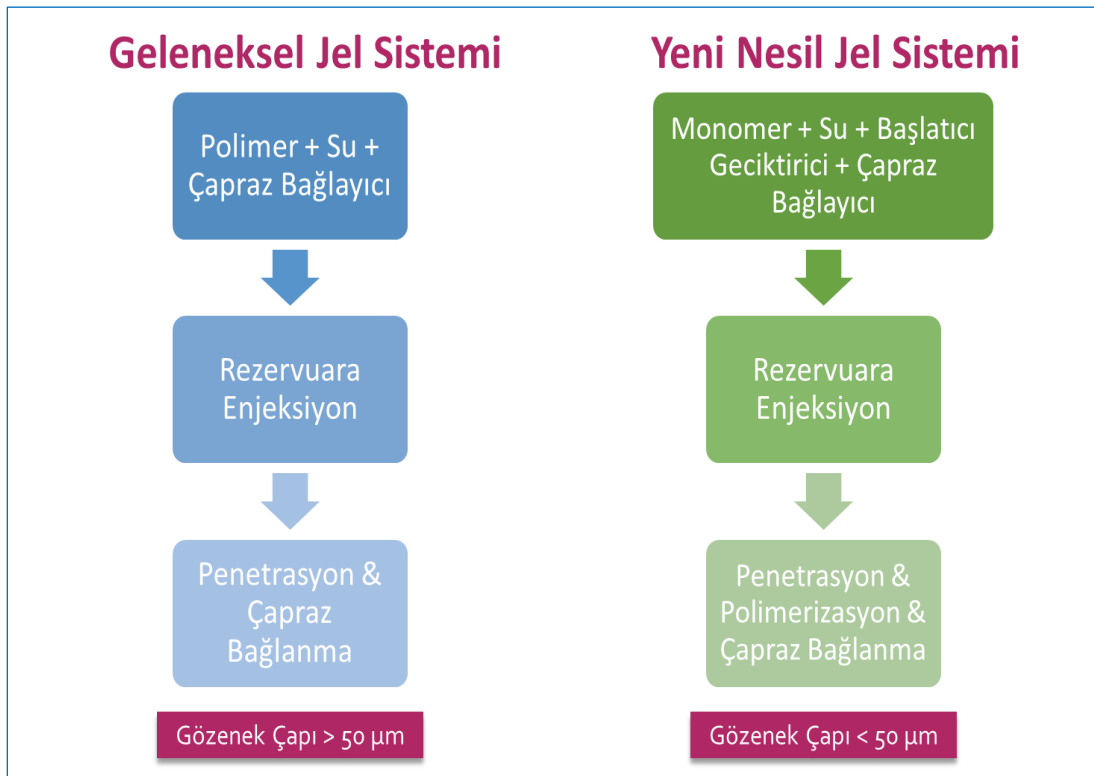 Geleneksel Jel Sistemi
Polimer + Su +
Çapraz Bağlayıcı
Rezervuara
Enjeksiyon
Penetrasyon &
Çapraz
Bağlanma
Gözenek Çapı > 50 µm
Yeni Nesil Jel Sistemi
Monomer + Su + Başlatıcı
Geciktirici + Çapraz
Bağlayıcı
Rezervuara
Enjeksiyon
Penetrasyon &
Polimerizasyon &
Çapraz Bağlanma
Gözenek Çapı < 50 µm